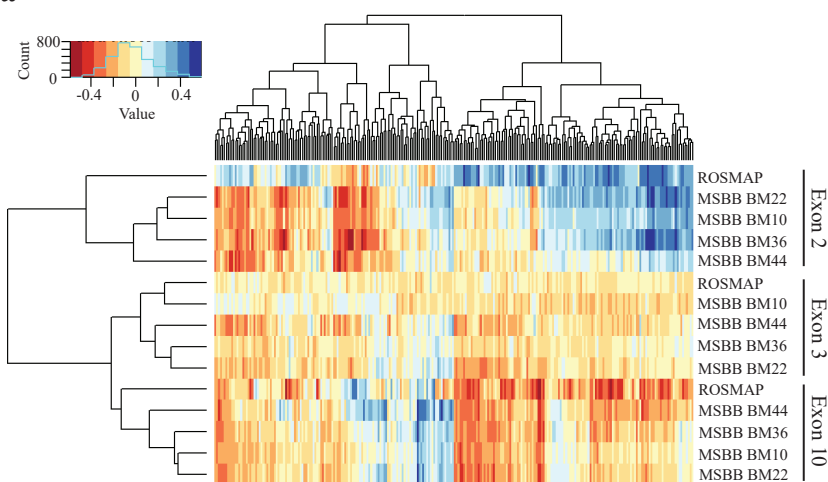 800
0
Count
-0.4 0 0.4
Value
ROSMAP
MSBB BM22
MSBB BM10
MSBB BM36
MSBB BM44
Exon 2
ROSMAP
MSBB BM10
MSBB BM44
MSBB BM36
MSBB BM22
Exon 3
ROSMAP
MSBB BM44
MSBB BM36
MSBB BM10
MSBB BM22
Exon 10